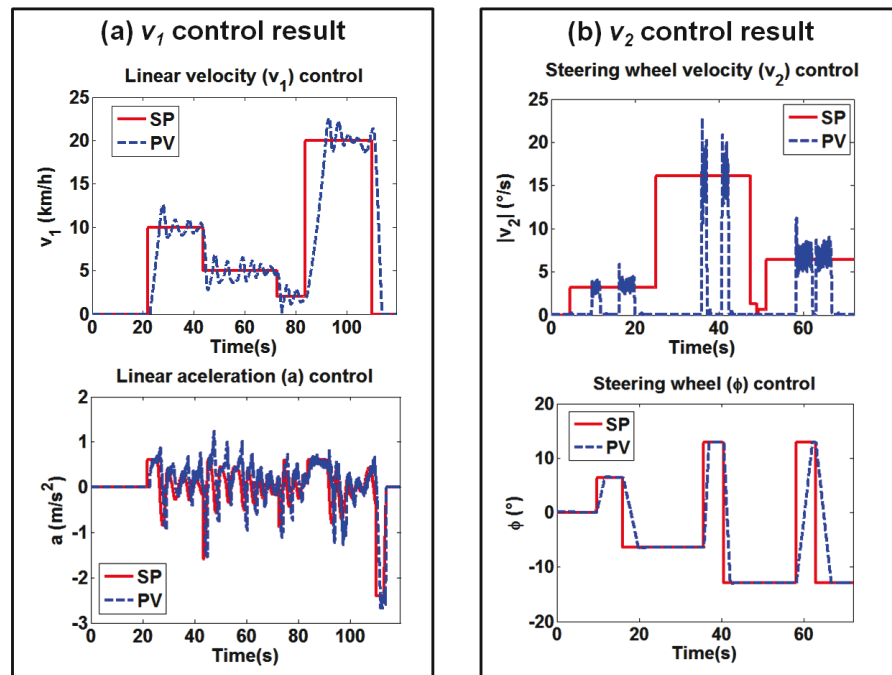 (a) v1 control result
Linear velocity (v1) control
25
20
15
10
5
0
v1 (km/h)
SP
PV
0 20 40 60 80 100
Time(s)
Linear aceleration (a) control
2
1
0
-1
-2
-3
a (m/s2)
SP
PV
0 20 40 60 80 100
Time(s)
(b) v2 control result
Steering wheel velocity (v2) control
25
20
15
10
5
0
|v2| (°/s)
SP
PV
0 20 40 60
Time(s)
Steering wheel (ϕ) control
20
10
0
-10
-20
ϕ (°)
SP
PV
0 20 40 60
Time(s)